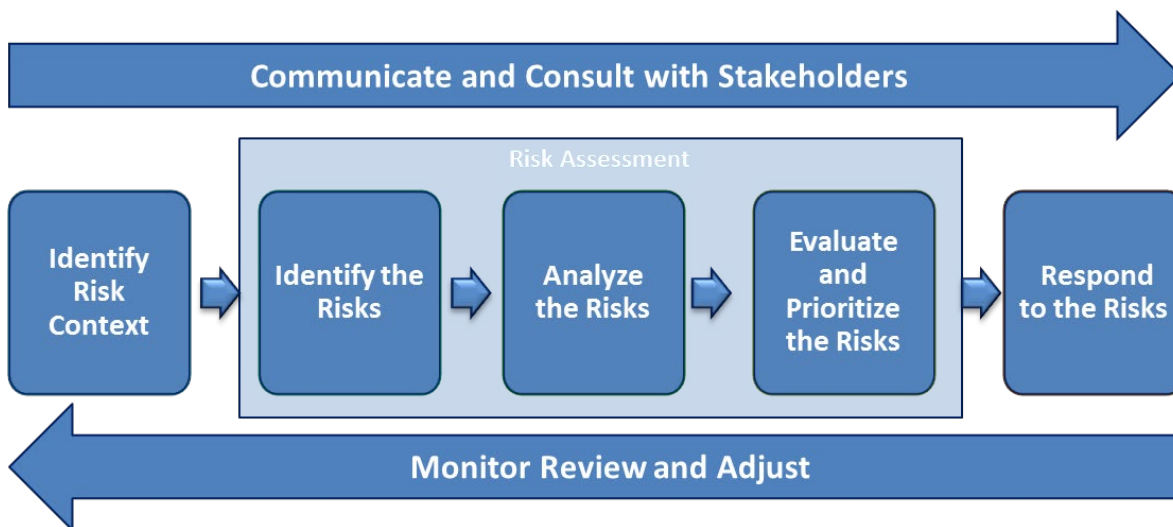 Communicate and Consult with Stakeholders
Risk Assessment
Identify
Risk
Context
Identify the
Risks
Analyze
the Risks
Evaluate
and
Prioritize
the Risks
Respond
to the Risks
Monitor Review and Adjust